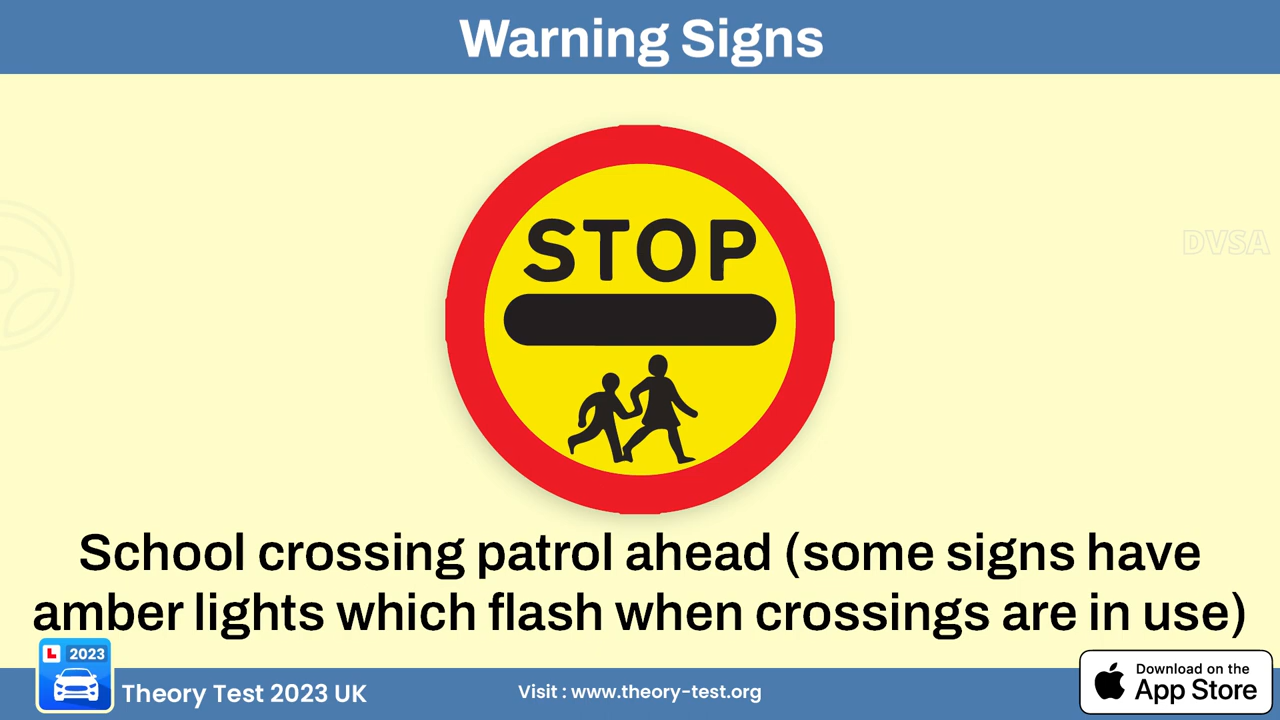 Warning Signs
STOP
DVSA
School crossing patrol ahead (some signs have
amber lights which flash when crossings are in use)
L 2023
Theory Test 2023 UK
Visit : www.theory-test.org
Download on the
App Store